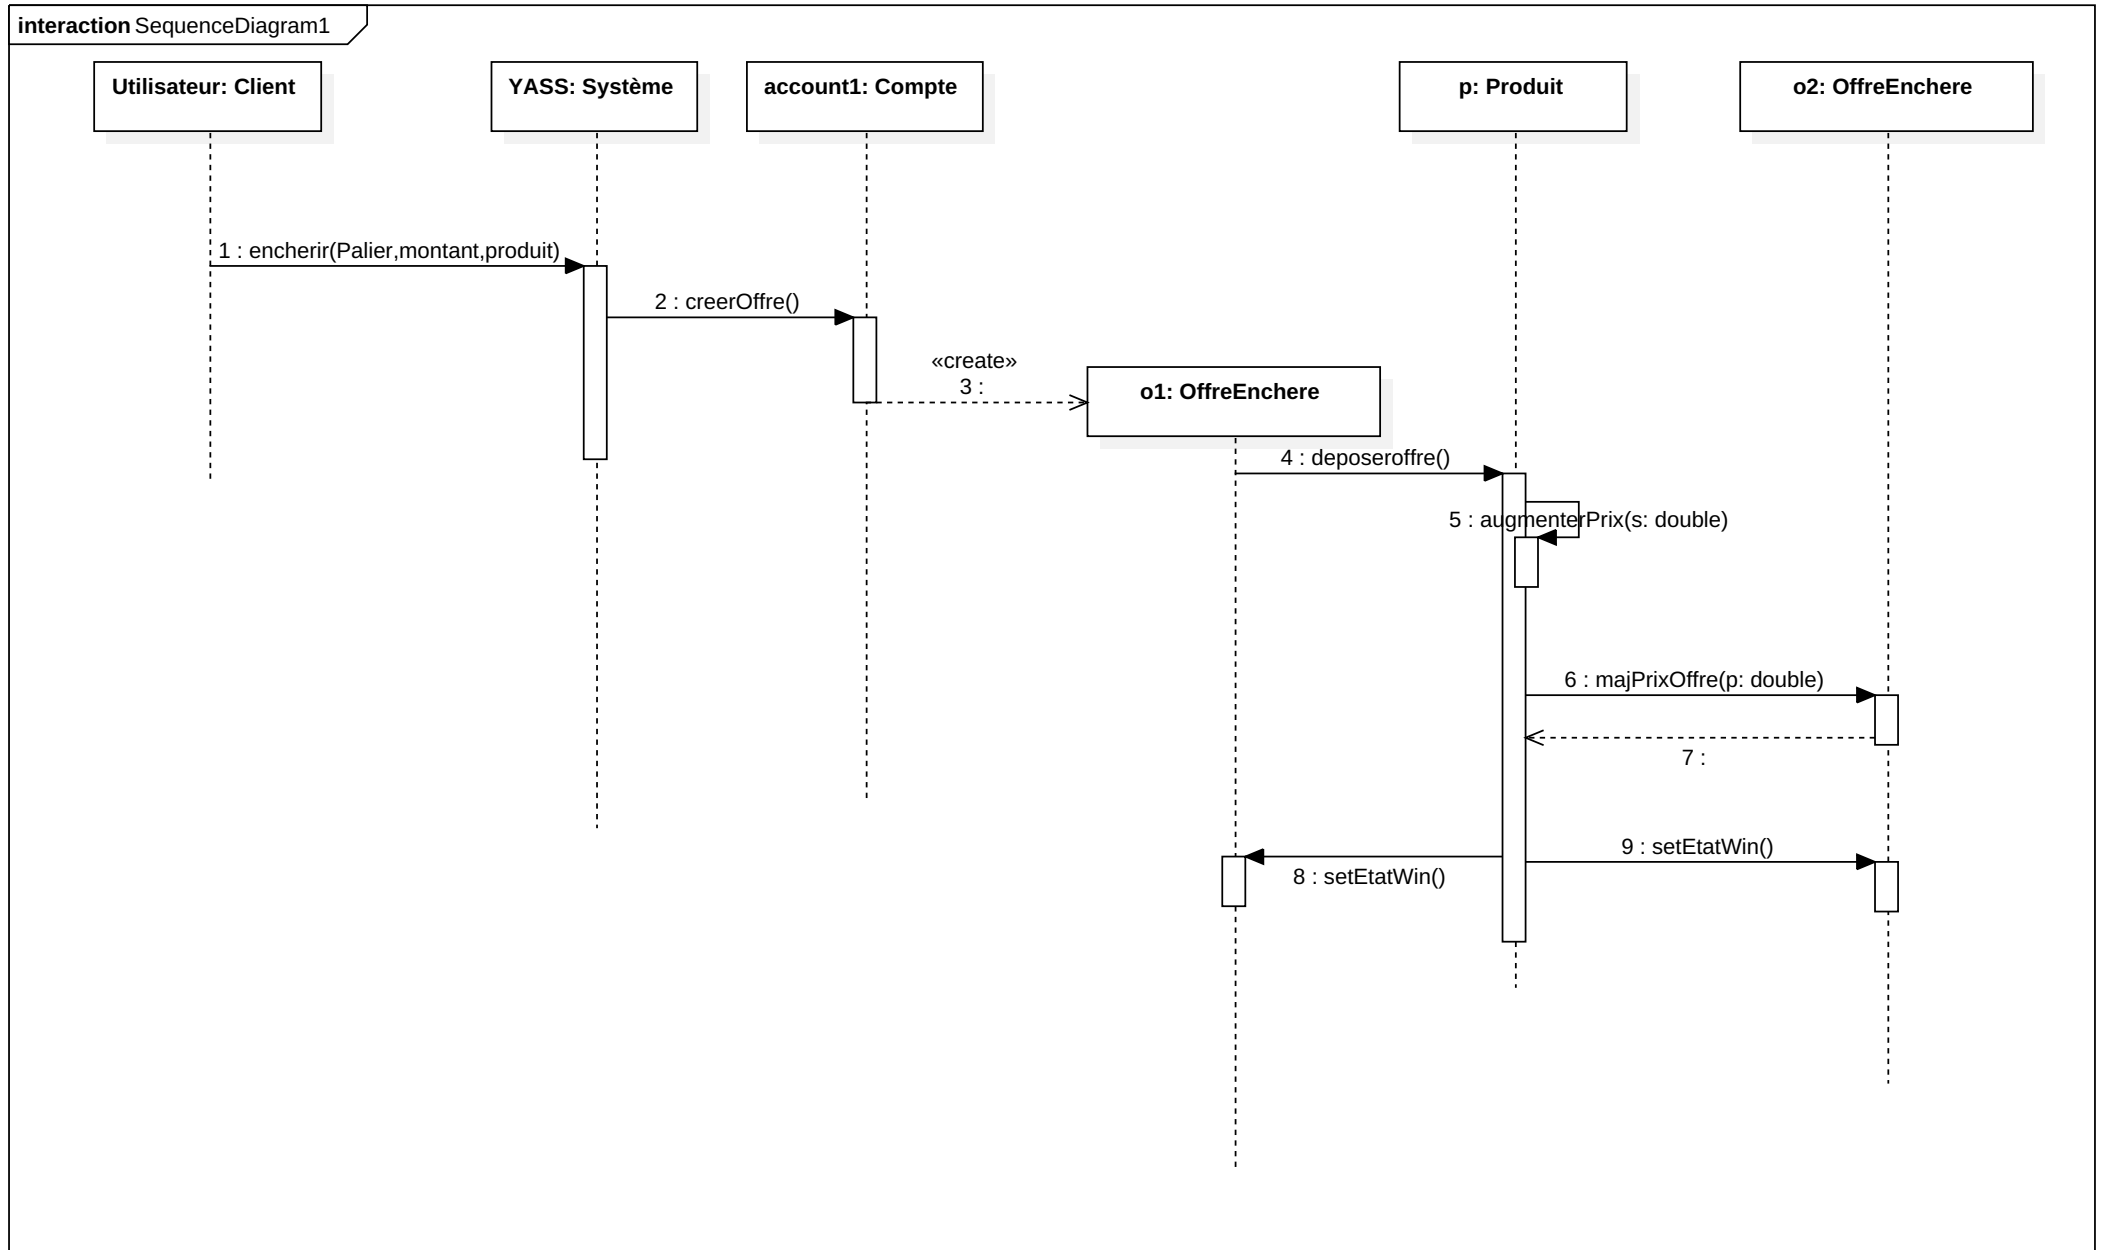 interaction SequenceDiagram1
Utilisateur: Client
YASS: Système
account1: Compte
p: Produit
o2: OffreEnchere
1 : encherir(Palier,montant,produit)
2 : creerOffre()
«create»
3 :
o1: OffreEnchere
4 : deposeroffre()
5 : augmenterPrix(s: double)
6 : majPrixOffre(p: double)
7 :
8 : setEtatWin()
9 : setEtatWin()